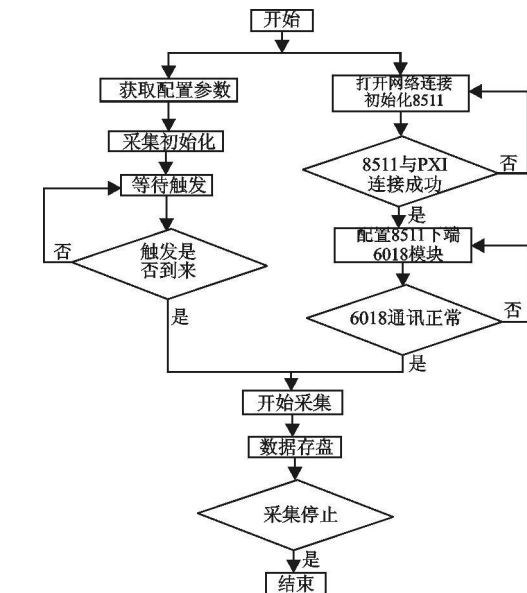 开始
获取配置参数
采集初始化
等待触发
触发是
否到来
否
是
打开网络连接
初始化8511
8511与PXI
连接成功
否
是
配置8511下端
6018模块
6018通讯正常
否
是
开始采集
数据存盘
采集停止
是
结束